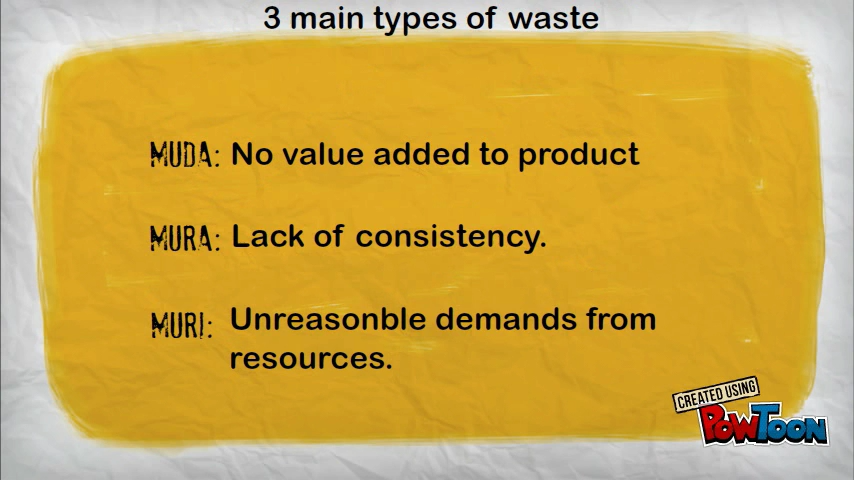 3 main types of waste
MUDA: No value added to product
MURA: Lack of consistency.
MURI: Unreasonble demands from
resources.
CREATED USING
POWTOON